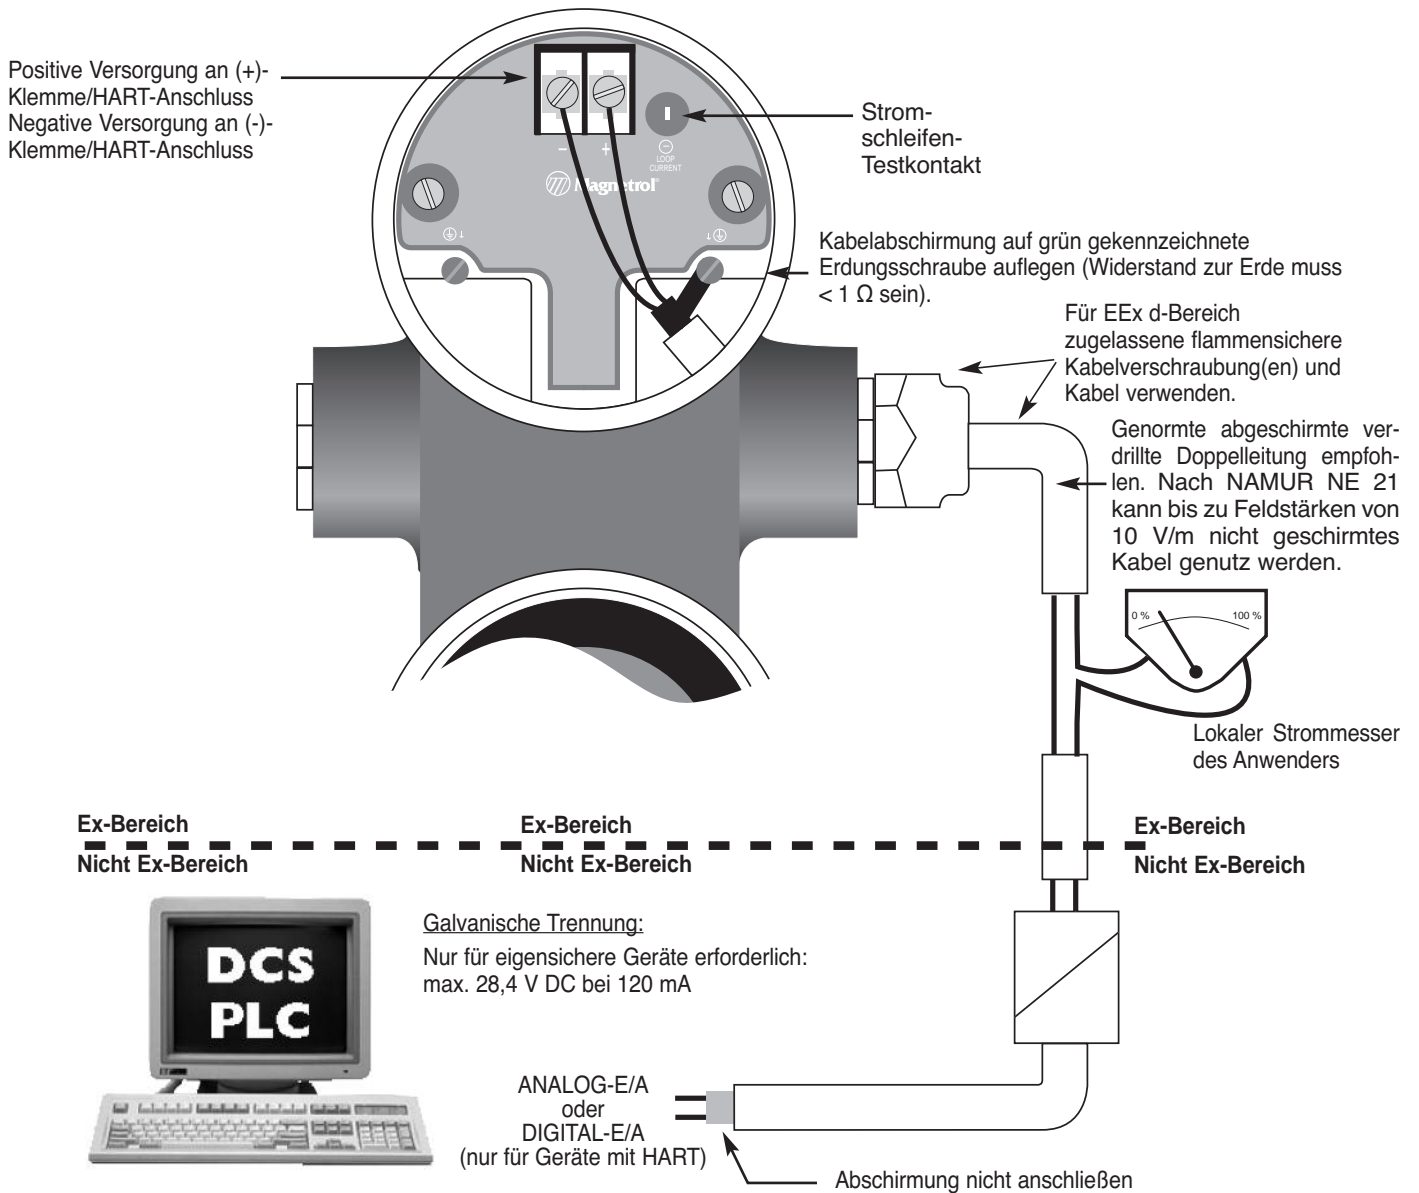 Positive Versorgung an (+)-
Klemme/HART-Anschluss
Negative Versorgung an (-)-
Klemme/HART-Anschluss
Strom-
schleifen-
Testkontakt
- +
LOOP
CURRENT
Magnetrol®
Kabelabschirmung auf grün gekennzeichnete
Erdungsschraube auflegen (Widerstand zur Erde muss
< 1 Ω sein).
Für EEx d-Bereich
zugelassene flammensichere
Kabelverschraubung(en) und
Kabel verwenden.
Genormte abgeschirmte ver-
drillte Doppelleitung empfoh-
len. Nach NAMUR NE 21
kann bis zu Feldstärken von
10 V/m nicht geschirmtes
Kabel genutz werden.
0 % 100 %
Lokaler Strommesser
des Anwenders
Ex-Bereich Ex-Bereich Ex-Bereich
Nicht Ex-Bereich Nicht Ex-Bereich Nicht Ex-Bereich
DCS
PLC
Galvanische Trennung:
Nur für eigensichere Geräte erforderlich:
max. 28,4 V DC bei 120 mA
ANALOG-E/A
oder
DIGITAL-E/A
(nur für Geräte mit HART)
Abschirmung nicht anschließen